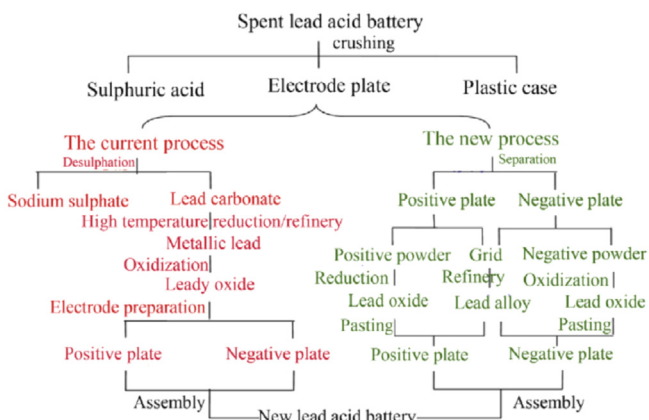 Spent lead acid battery
crushing
Sulphuric acid Electrode plate Plastic case
The current process The new process
Desulphation Separation
Sodium sulphate Lead carbonate Positive plate Negative plate
High temperature reduction/refinery
Metallic lead Positive powder Grid Negative powder
Oxidization Reduction Refinery Oxidization
Leady oxide Lead oxide Lead alloy Lead oxide
Electrode preparation Pasting Pasting
Positive plate Negative plate Positive plate Negative plate
Assembly Assembly
New lead acid battery